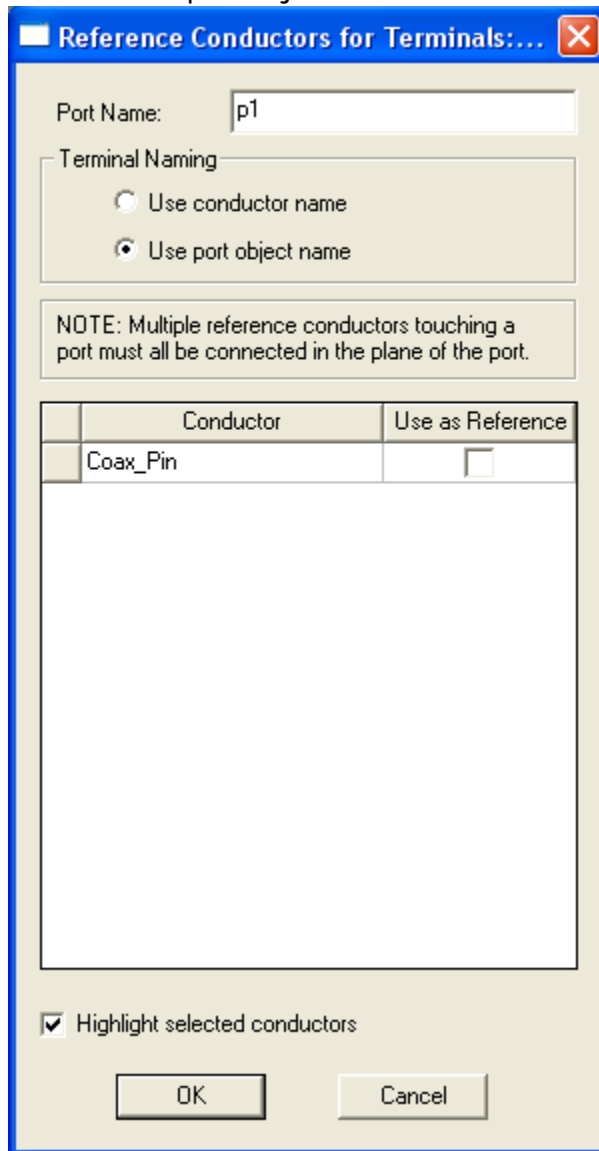 Reference Conductors for Terminals:...
Port Name: p1
Terminal Naming
Use conductor name
Use port object name
NOTE: Multiple reference conductors touching a
port must all be connected in the plane of the port.
Conductor Use as Reference
Coax_Pin
Highlight selected conductors
OK Cancel